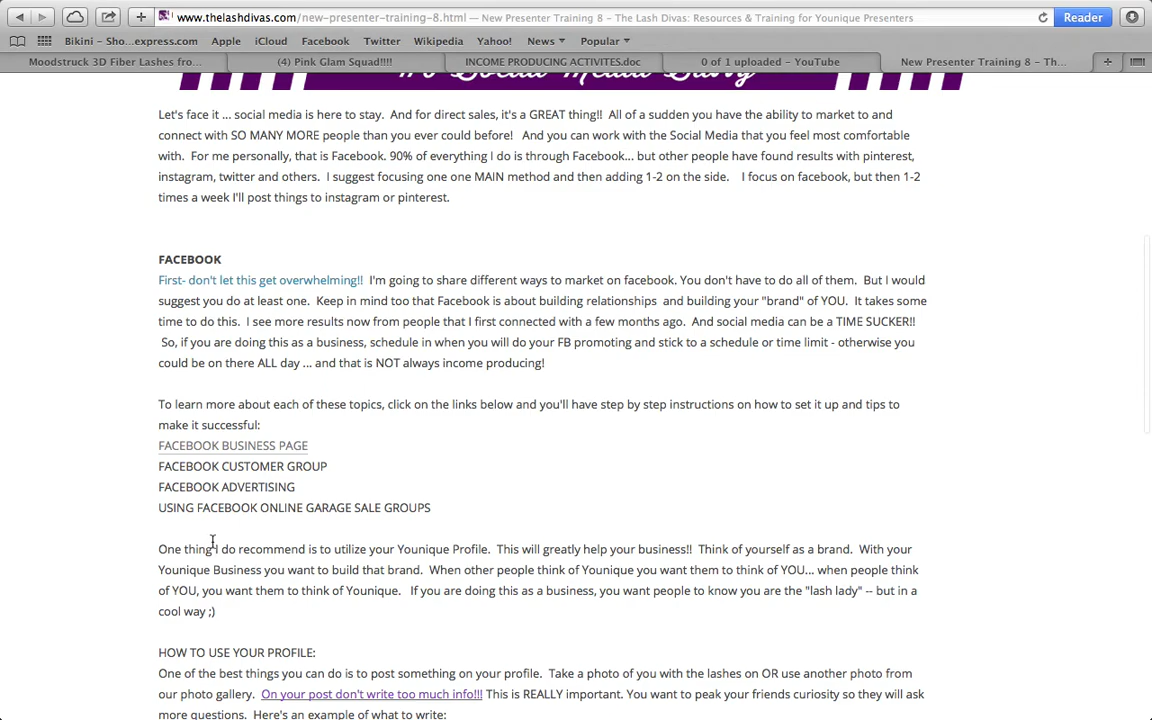 www.thelashdivas.com/new-presenter-training-8.html — New Presenter Training 8 – The Lash Divas: Resources & Training for Younique Presenters
Reader
Bikini – Sho...express.com Apple iCloud Facebook Twitter Wikipedia Yahoo! News Popular
Moodstruck 3D Fiber Lashes fro... (4) Pink Glam Squad!!!! INCOME PRODUCING ACTIVITES.doc 0 of 1 uploaded – YouTube New Presenter Training 8 – Th...
It's Social Media Savvy
Let's face it ... social media is here to stay. And for direct sales, it's a GREAT thing!! All of a sudden you have the ability to market to and
connect with SO MANY MORE people than you ever could before! And you can work with the Social Media that you feel most comfortable
with. For me personally, that is Facebook. 90% of everything I do is through Facebook... but other people have found results with pinterest,
instagram, twitter and others. I suggest focusing one one MAIN method and then adding 1-2 on the side. I focus on facebook, but then 1-2
times a week I'll post things to instagram or pinterest.
FACEBOOK
First- don't let this get overwhelming!! I'm going to share different ways to market on facebook. You don't have to do all of them. But I would
suggest you do at least one. Keep in mind too that Facebook is about building relationships and building your "brand" of YOU. It takes some
time to do this. I see more results now from people that I first connected with a few months ago. And social media can be a TIME SUCKER!!
So, if you are doing this as a business, schedule in when you will do your FB promoting and stick to a schedule or time limit - otherwise you
could be on there ALL day ... and that is NOT always income producing!
To learn more about each of these topics, click on the links below and you'll have step by step instructions on how to set it up and tips to
make it successful:
FACEBOOK BUSINESS PAGE
FACEBOOK CUSTOMER GROUP
FACEBOOK ADVERTISING
USING FACEBOOK ONLINE GARAGE SALE GROUPS
One thing I do recommend is to utilize your Younique Profile. This will greatly help your business!! Think of yourself as a brand. With your
Younique Business you want to build that brand. When other people think of Younique you want them to think of YOU... when people think
of YOU, you want them to think of Younique. If you are doing this as a business, you want people to know you are the "lash lady" -- but in a
cool way ;)
HOW TO USE YOUR PROFILE:
One of the best things you can do is to post something on your profile. Take a photo of you with the lashes on OR use another photo from
our photo gallery. On your post don't write too much info!!! This is REALLY important. You want to peak your friends curiosity so they will ask
more questions. Here's an example of what to write: